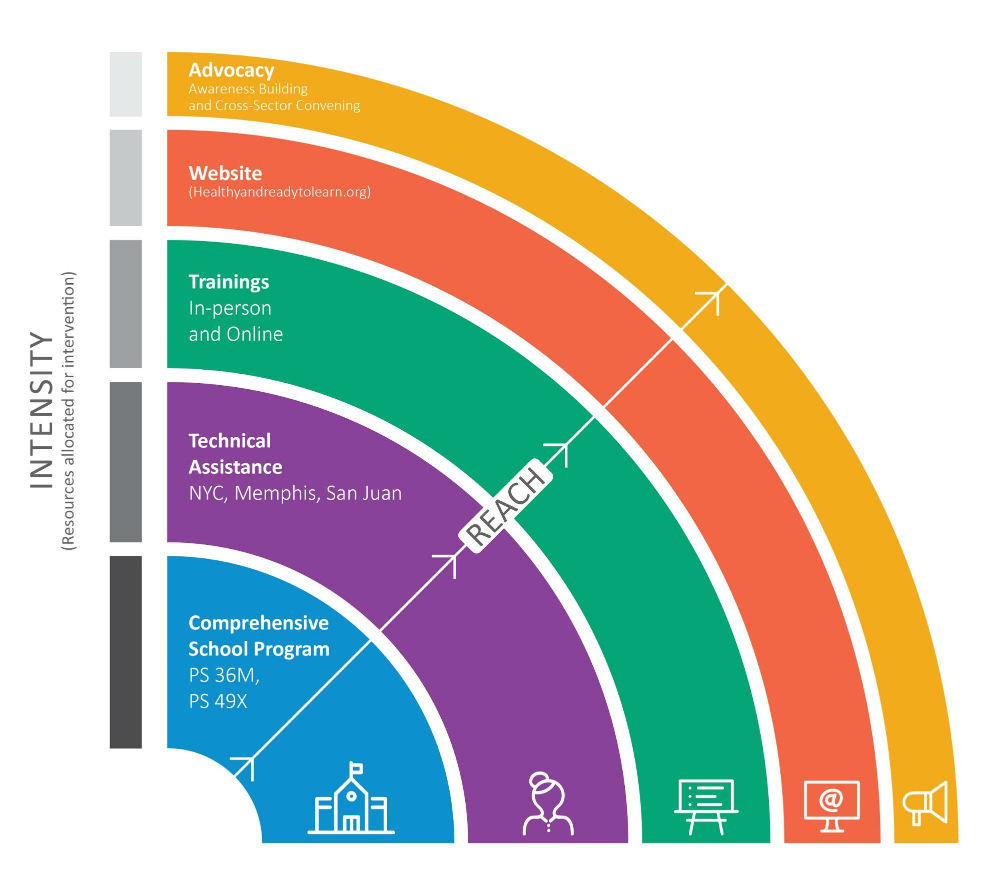 Advocacy
Awareness Building
and Cross-Sector Convening
Website
(Healthyandreadytolearn.org)
Trainings
In-person
and Online
Technical
Assistance
NYC, Memphis, San Juan
Comprehensive
School Program
PS 36M,
PS 49X
REACH
INTENSITY
(Resources allocated for intervention)
@